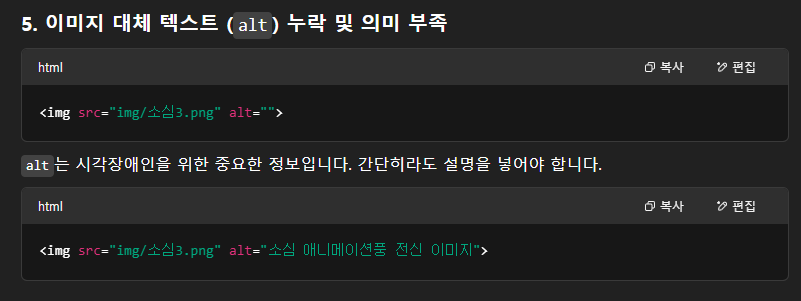 5. 이미지 대체 텍스트 (alt) 누락 및 의미 부족
html 복사 편집
<img src="img/소심3.png" alt="">
alt는 시각장애인을 위한 중요한 정보입니다. 간단히라도 설명을 넣어야 합니다.
html 복사 편집
<img src="img/소심3.png" alt="소심 애니메이션풍 전신 이미지">